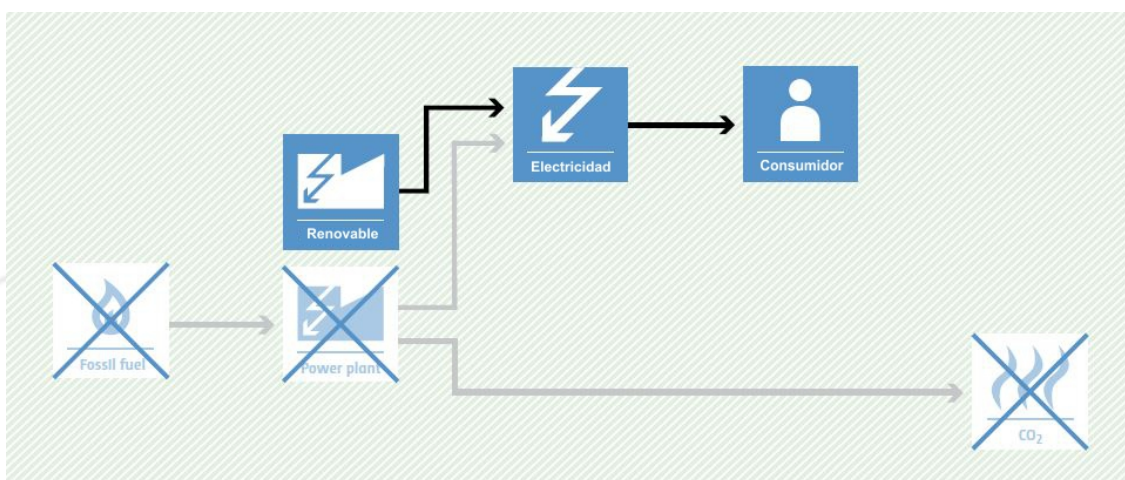 Electricidad
Consumidor
Renovable
Fossil fuel
Power plant
CO₂